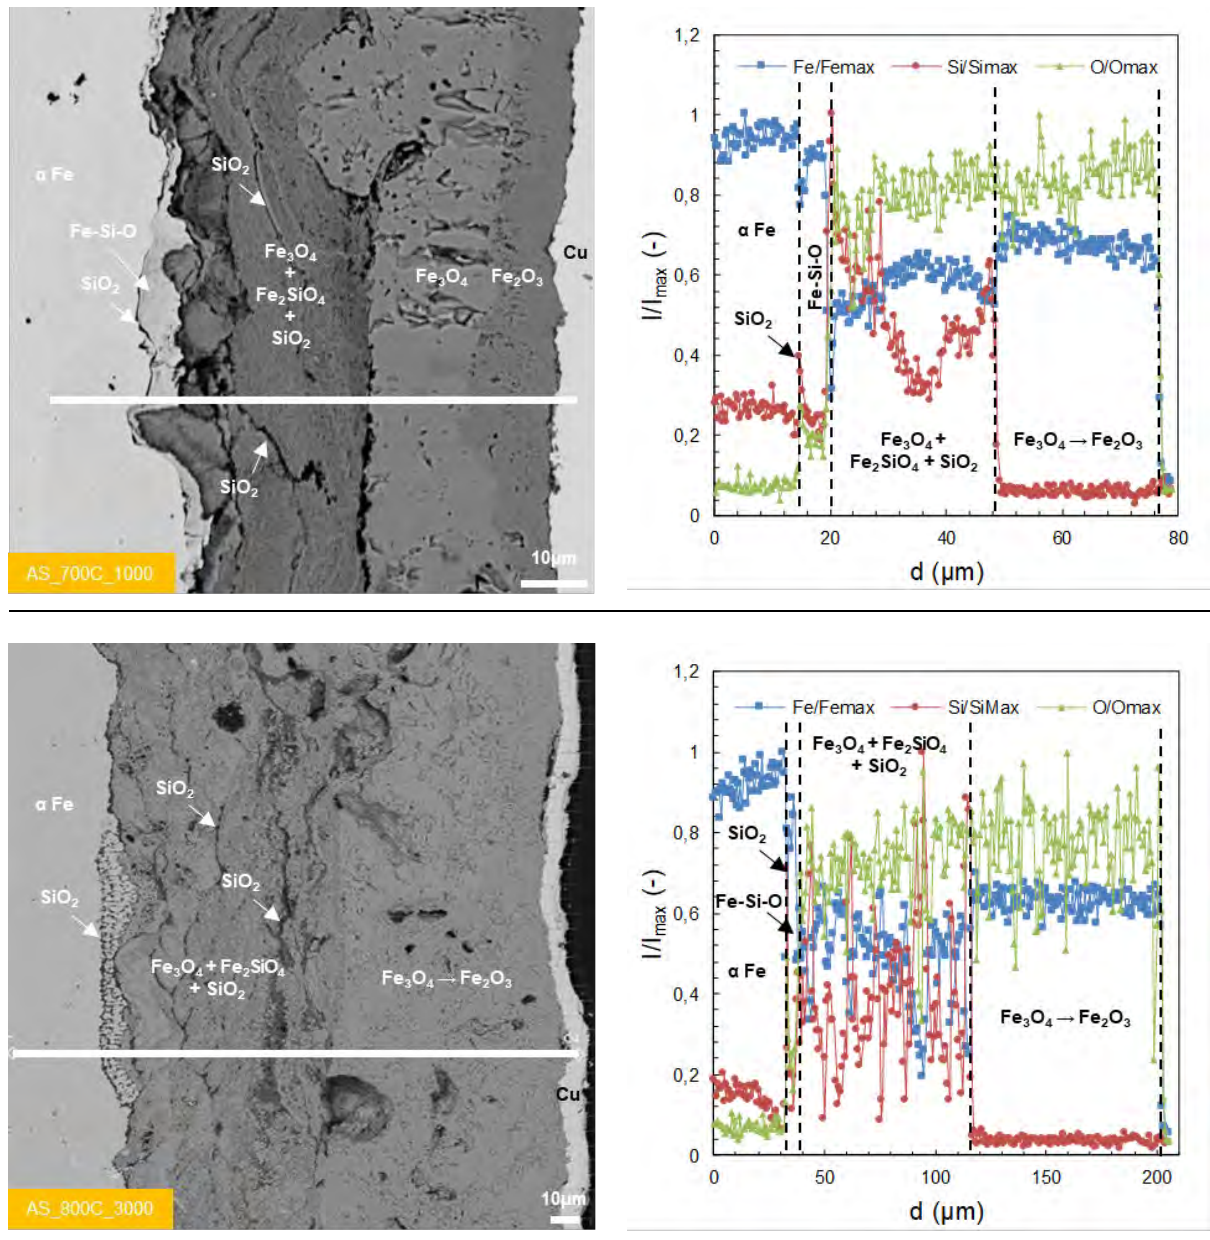 SiO₂
α Fe
Fe-Si-O
SiO₂
Fe₃O₄
+
Fe₂SiO₄
+
SiO₂
Fe₃O₄
Fe₂O₃
Cu
SiO₂
10µm
AS_700C_1000
1,2
1
0,8
0,6
0,4
0,2
0
I/Imax (-)
Fe/Femax
Si/Simax
O/Omax
α Fe
Fe-Si-O
SiO₂
Fe₃O₄ +
Fe₂SiO₄ + SiO₂
Fe₃O₄ → Fe₂O₃
0 20 40 60 80
d (µm)
SiO₂
α Fe
SiO₂
SiO₂
Fe₃O₄ + Fe₂SiO₄
+ SiO₂
Fe₃O₄ → Fe₂O₃
Cu
10µm
AS_800C_3000
1,2
1
0,8
0,6
0,4
0,2
0
I/Imax (-)
Fe/Femax
Si/SiMax
O/Omax
Fe₃O₄ + Fe₂SiO₄
+ SiO₂
SiO₂
Fe-Si-O
α Fe
Fe₃O₄ → Fe₂O₃
0 50 100 150 200
d (µm)